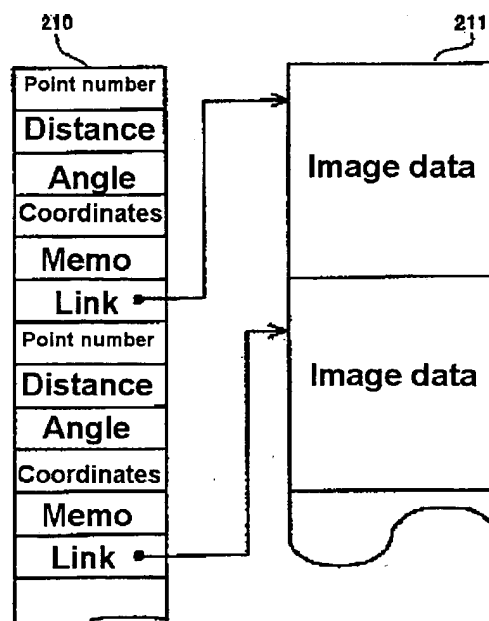 210
211
Point number
Distance
Angle
Coordinates
Memo
Link
Point number
Distance
Angle
Coordinates
Memo
Link
Image data
Image data